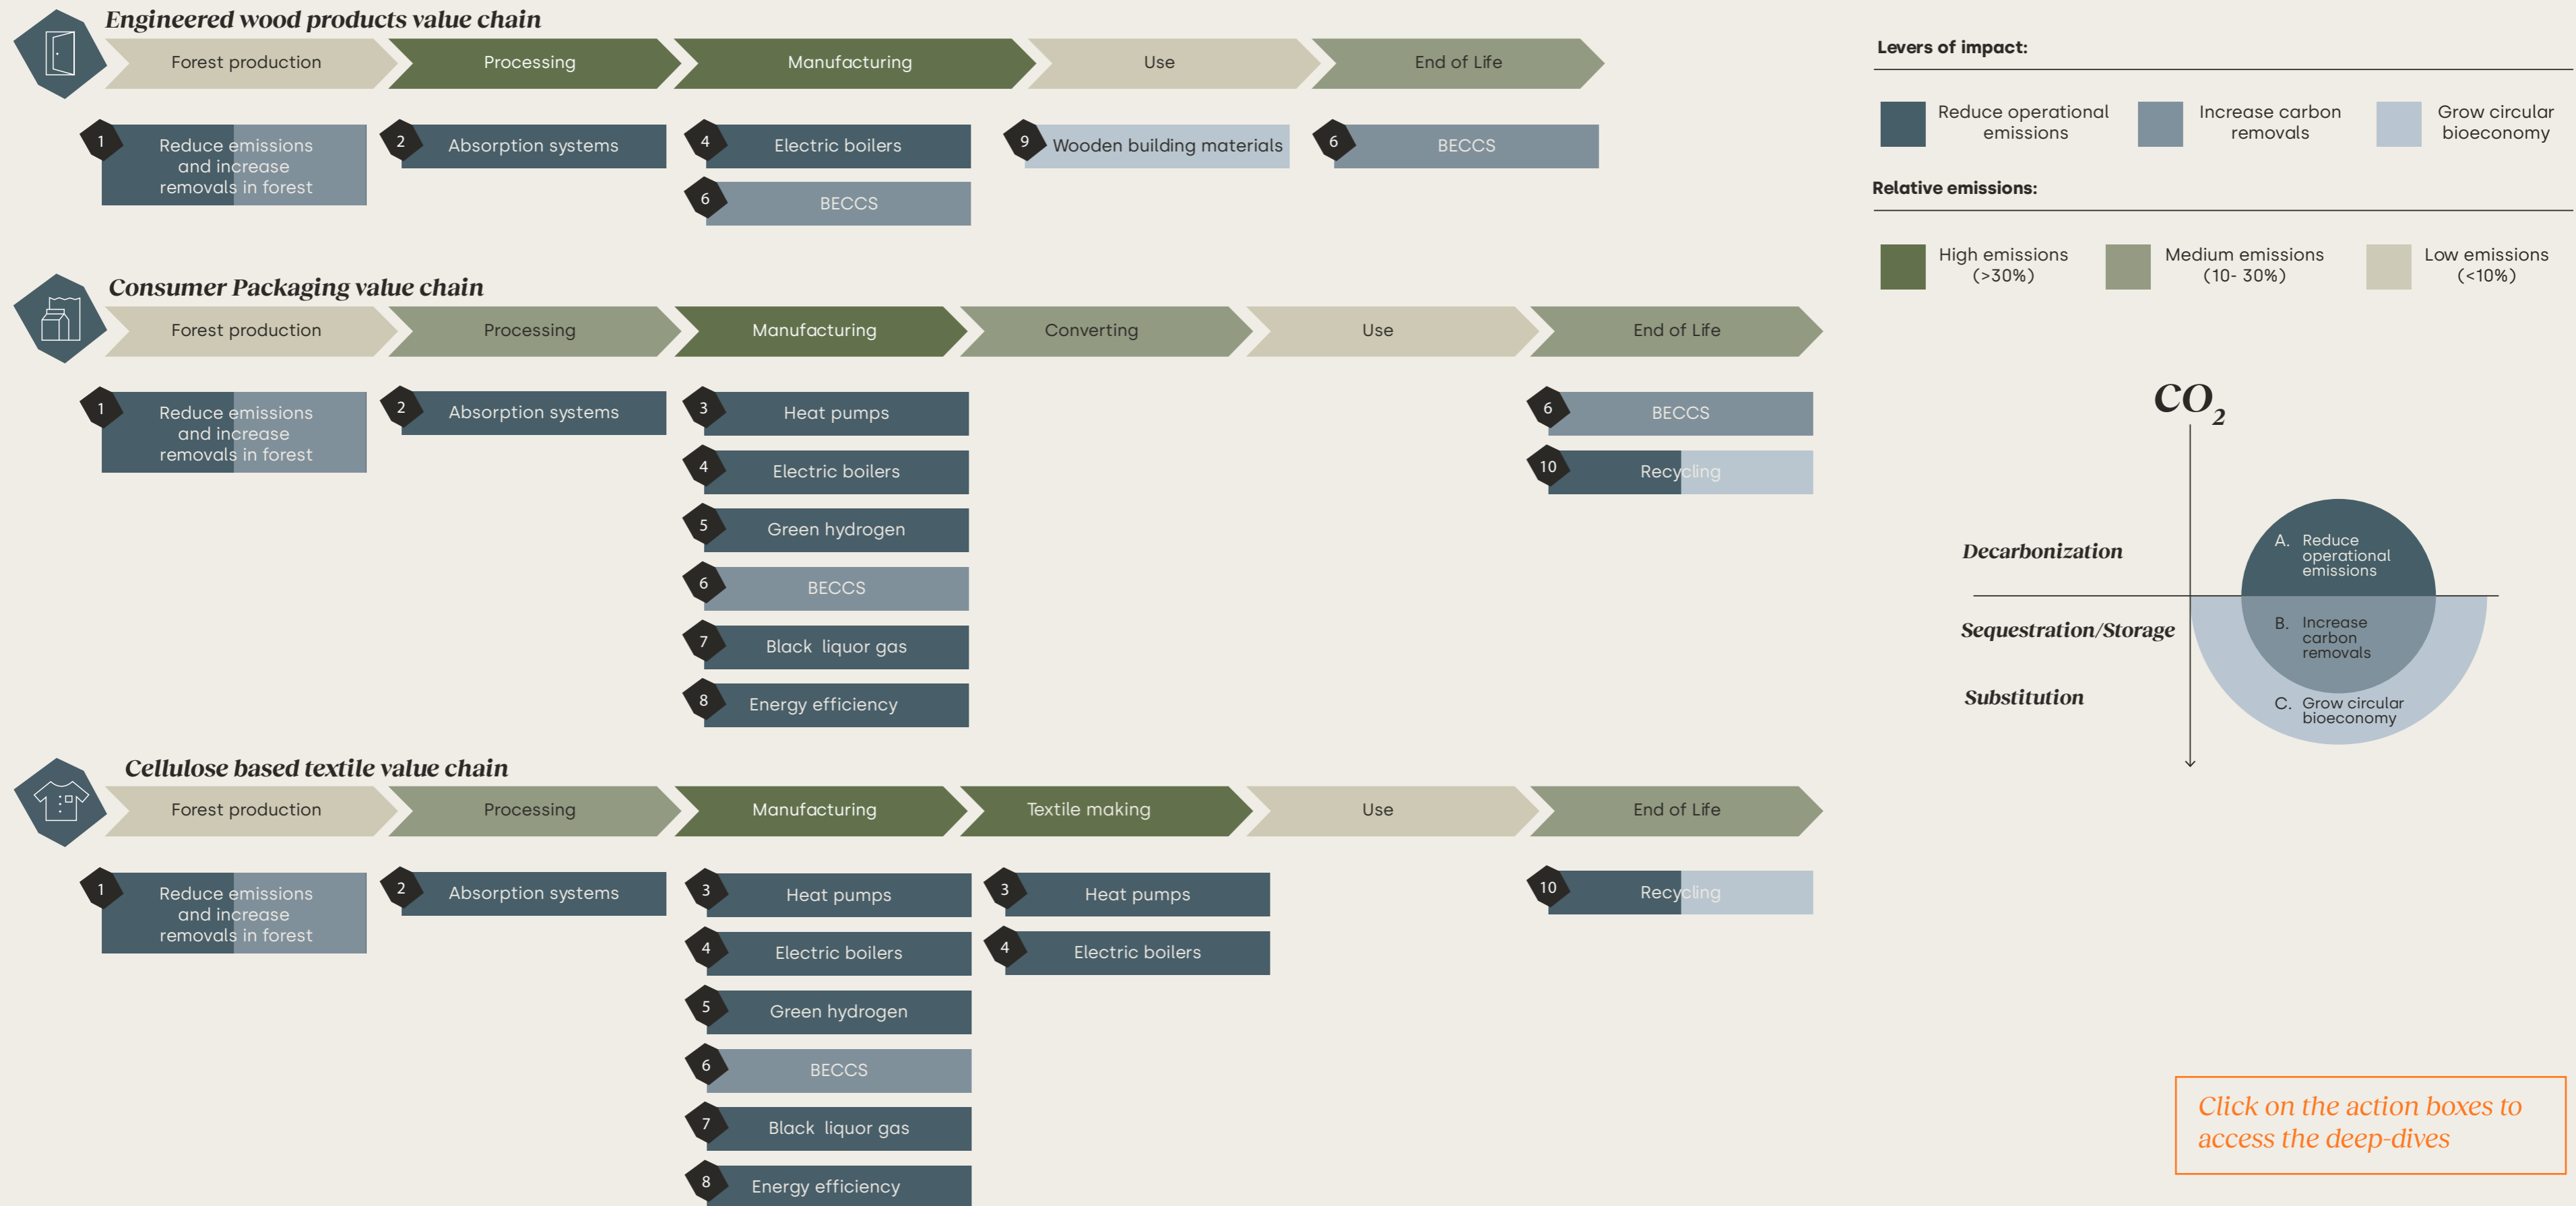 Engineered wood products value chain
Forest production
Processing
Manufacturing
Use
End of Life
1
Reduce emissions
and increase
removals in forest
2
Absorption systems
4
Electric boilers
6
BECCS
9
Wooden building materials
6
BECCS
Consumer Packaging value chain
Forest production
Processing
Manufacturing
Converting
Use
End of Life
1
Reduce emissions
and increase
removals in forest
2
Absorption systems
3
Heat pumps
4
Electric boilers
5
Green hydrogen
6
BECCS
7
Black liquor gas
8
Energy efficiency
6
BECCS
10
Recycling
Cellulose based textile value chain
Forest production
Processing
Manufacturing
Textile making
Use
End of Life
1
Reduce emissions
and increase
removals in forest
2
Absorption systems
3
Heat pumps
4
Electric boilers
5
Green hydrogen
6
BECCS
7
Black liquor gas
8
Energy efficiency
3
Heat pumps
4
Electric boilers
10
Recycling
Levers of impact:
Reduce operational
emissions
Increase carbon
removals
Grow circular
bioeconomy
Relative emissions:
High emissions
(>30%)
Medium emissions
(10- 30%)
Low emissions
(<10%)
CO2
Decarbonization
Sequestration/Storage
Substitution
A. Reduce
operational
emissions
B. Increase
carbon
removals
C. Grow circular
bioeconomy
Click on the action boxes to
access the deep-dives